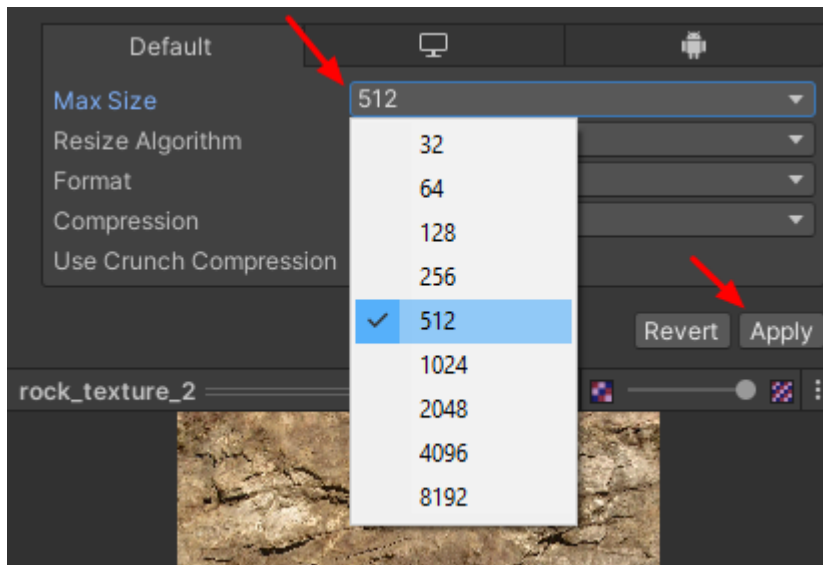 Default
Max Size
512
Resize Algorithm
Format
Compression
Use Crunch Compression
32
64
128
256
512
1024
2048
4096
8192
Revert
Apply
rock_texture_2